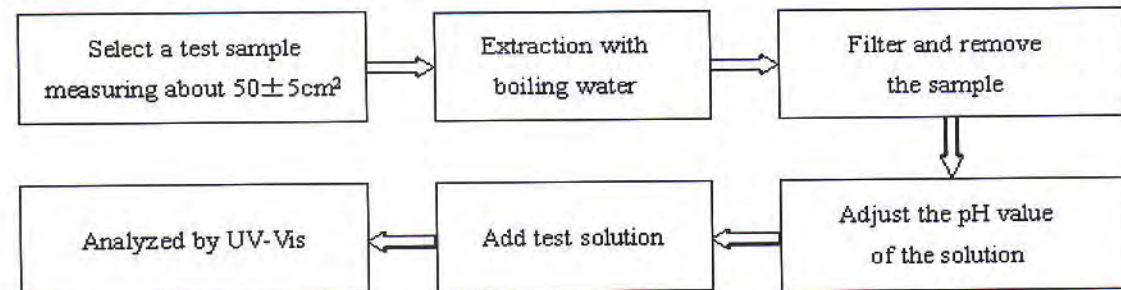 Select a test sample
measuring about 50±5cm²
Extraction with
boiling water
Filter and remove
the sample
Adjust the pH value
of the solution
Add test solution
Analyzed by UV-Vis